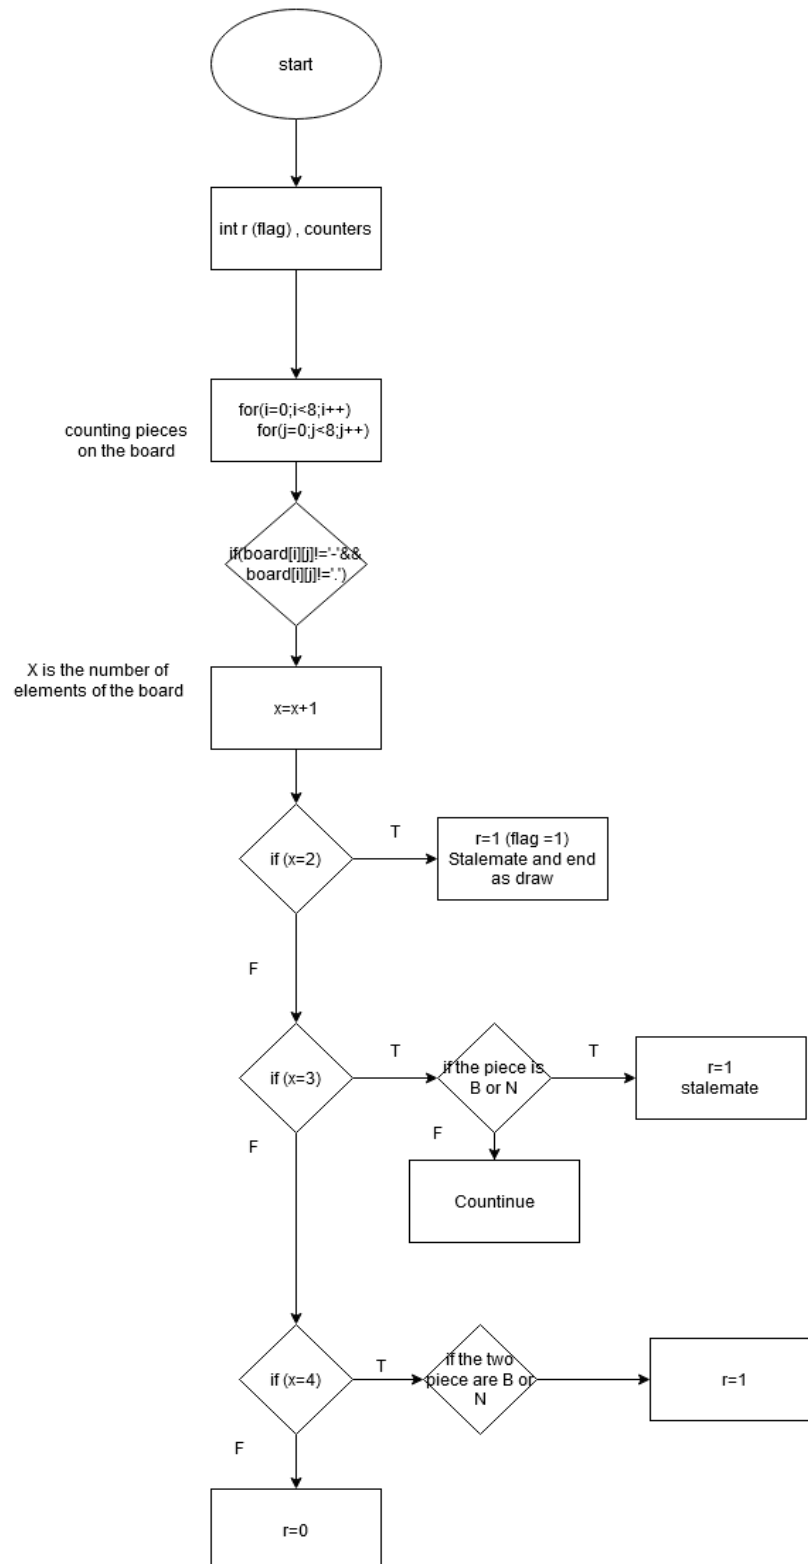 start
int r (flag) , counters
counting pieces
on the board
for(i=0;i<8;i++)
for(j=0;j<8;j++)
if(board[i][j]!='-'&&
board[i][j]!='.')
X is the number of
elements of the board
x=x+1
if (x=2)
T
r=1 (flag =1)
Stalemate and end
as draw
F
if (x=3)
T
if the piece is
B or N
T
r=1
stalemate
F
F
Countinue
if (x=4)
T
if the two
piece are B or
N
r=1
F
r=0